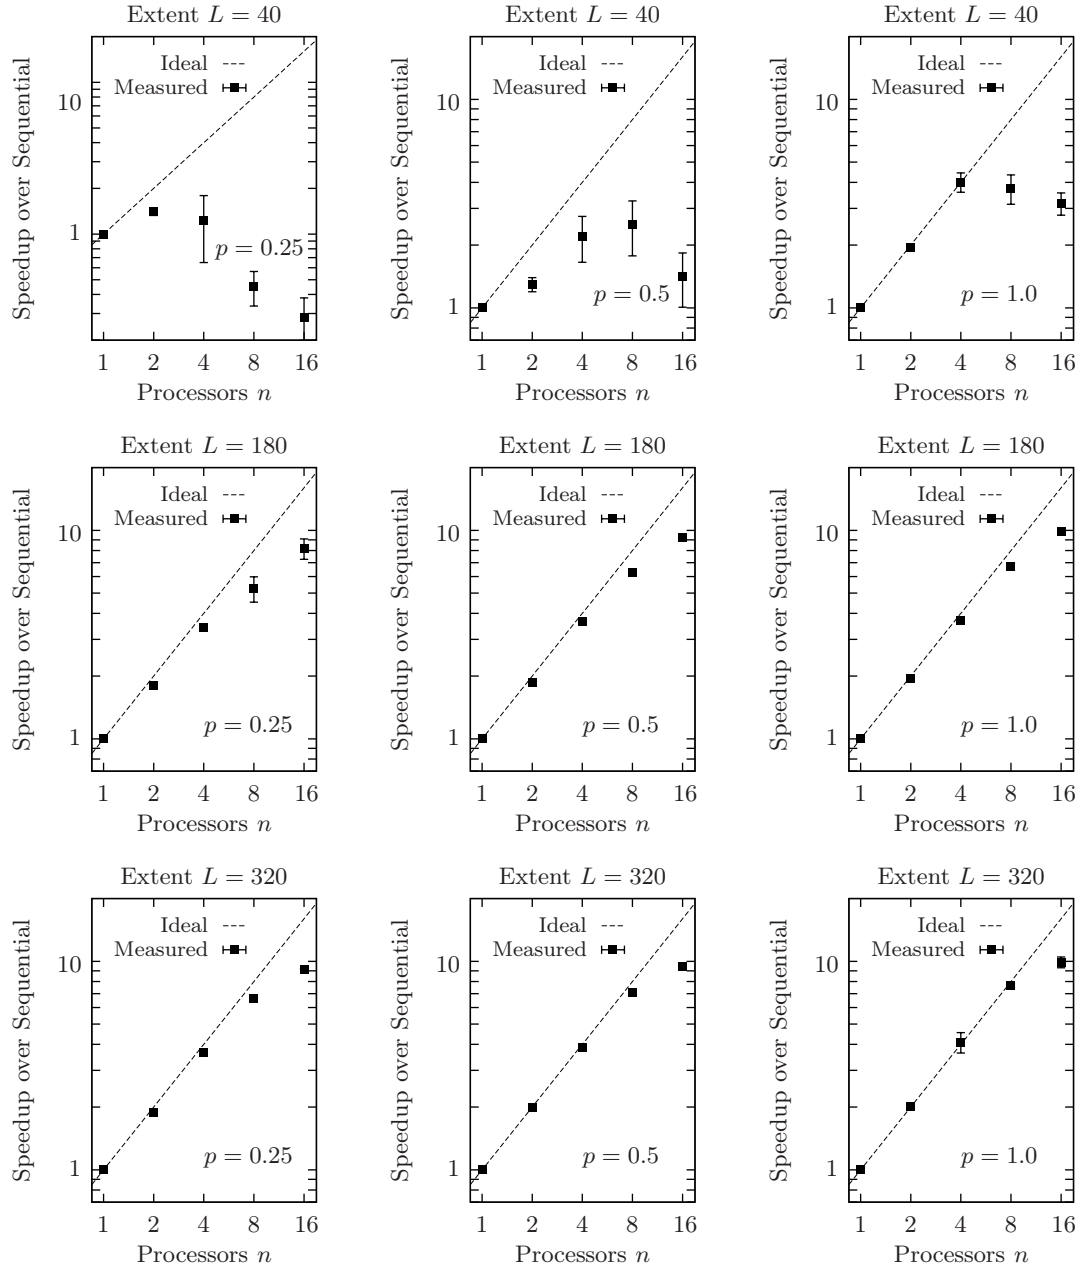 Extent L = 40
Extent L = 40
Extent L = 40
Speedup over Sequential
10
1
Ideal
Measured
p = 0.25
1 2 4 8 16
Processors n
Speedup over Sequential
10
1
Ideal
Measured
p = 0.5
1 2 4 8 16
Processors n
Speedup over Sequential
10
1
Ideal
Measured
p = 1.0
1 2 4 8 16
Processors n
Extent L = 180
Extent L = 180
Extent L = 180
Speedup over Sequential
10
1
Ideal
Measured
p = 0.25
1 2 4 8 16
Processors n
Speedup over Sequential
10
1
Ideal
Measured
p = 0.5
1 2 4 8 16
Processors n
Speedup over Sequential
10
1
Ideal
Measured
p = 1.0
1 2 4 8 16
Processors n
Extent L = 320
Extent L = 320
Extent L = 320
Speedup over Sequential
10
1
Ideal
Measured
p = 0.25
1 2 4 8 16
Processors n
Speedup over Sequential
10
1
Ideal
Measured
p = 0.5
1 2 4 8 16
Processors n
Speedup over Sequential
10
1
Ideal
Measured
p = 1.0
1 2 4 8 16
Processors n